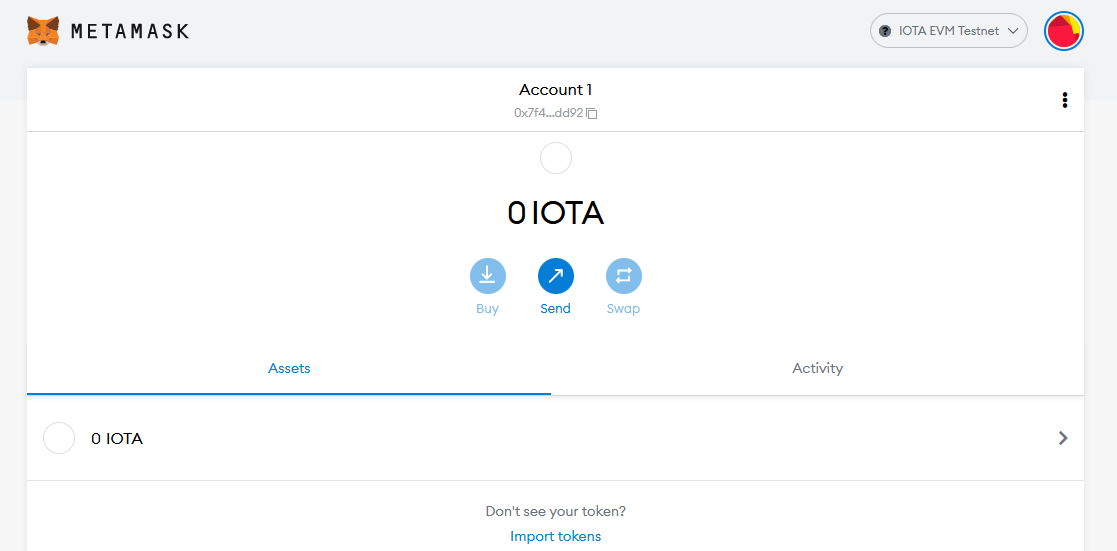 METAMASK
? IOTA EVM Testnet
Account 1
0x7f4...dd92
0 IOTA
Buy Send Swap
Assets Activity
0 IOTA
Don't see your token?
Import tokens